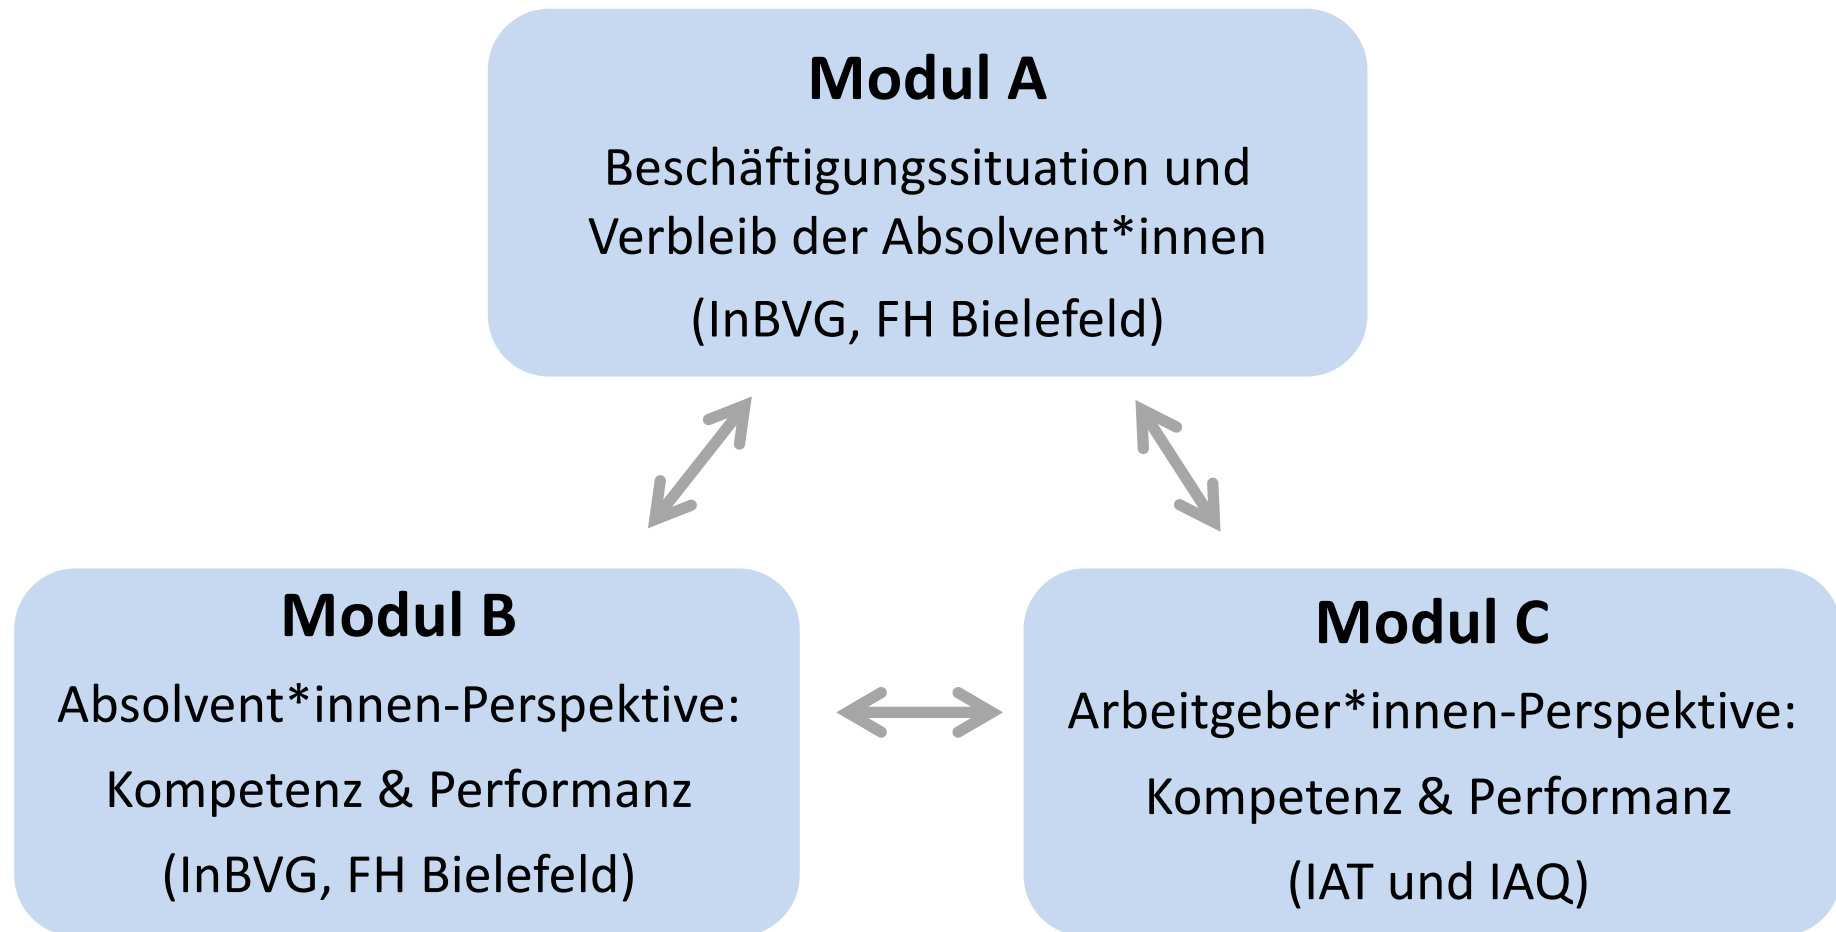 Modul A
Beschäftigungssituation und
Verbleib der Absolvent*innen
(InBVG, FH Bielefeld)
Modul B
Absolvent*innen-Perspektive:
Kompetenz & Performanz
(InBVG, FH Bielefeld)
Modul C
Arbeitgeber*innen-Perspektive:
Kompetenz & Performanz
(IAT und IAQ)